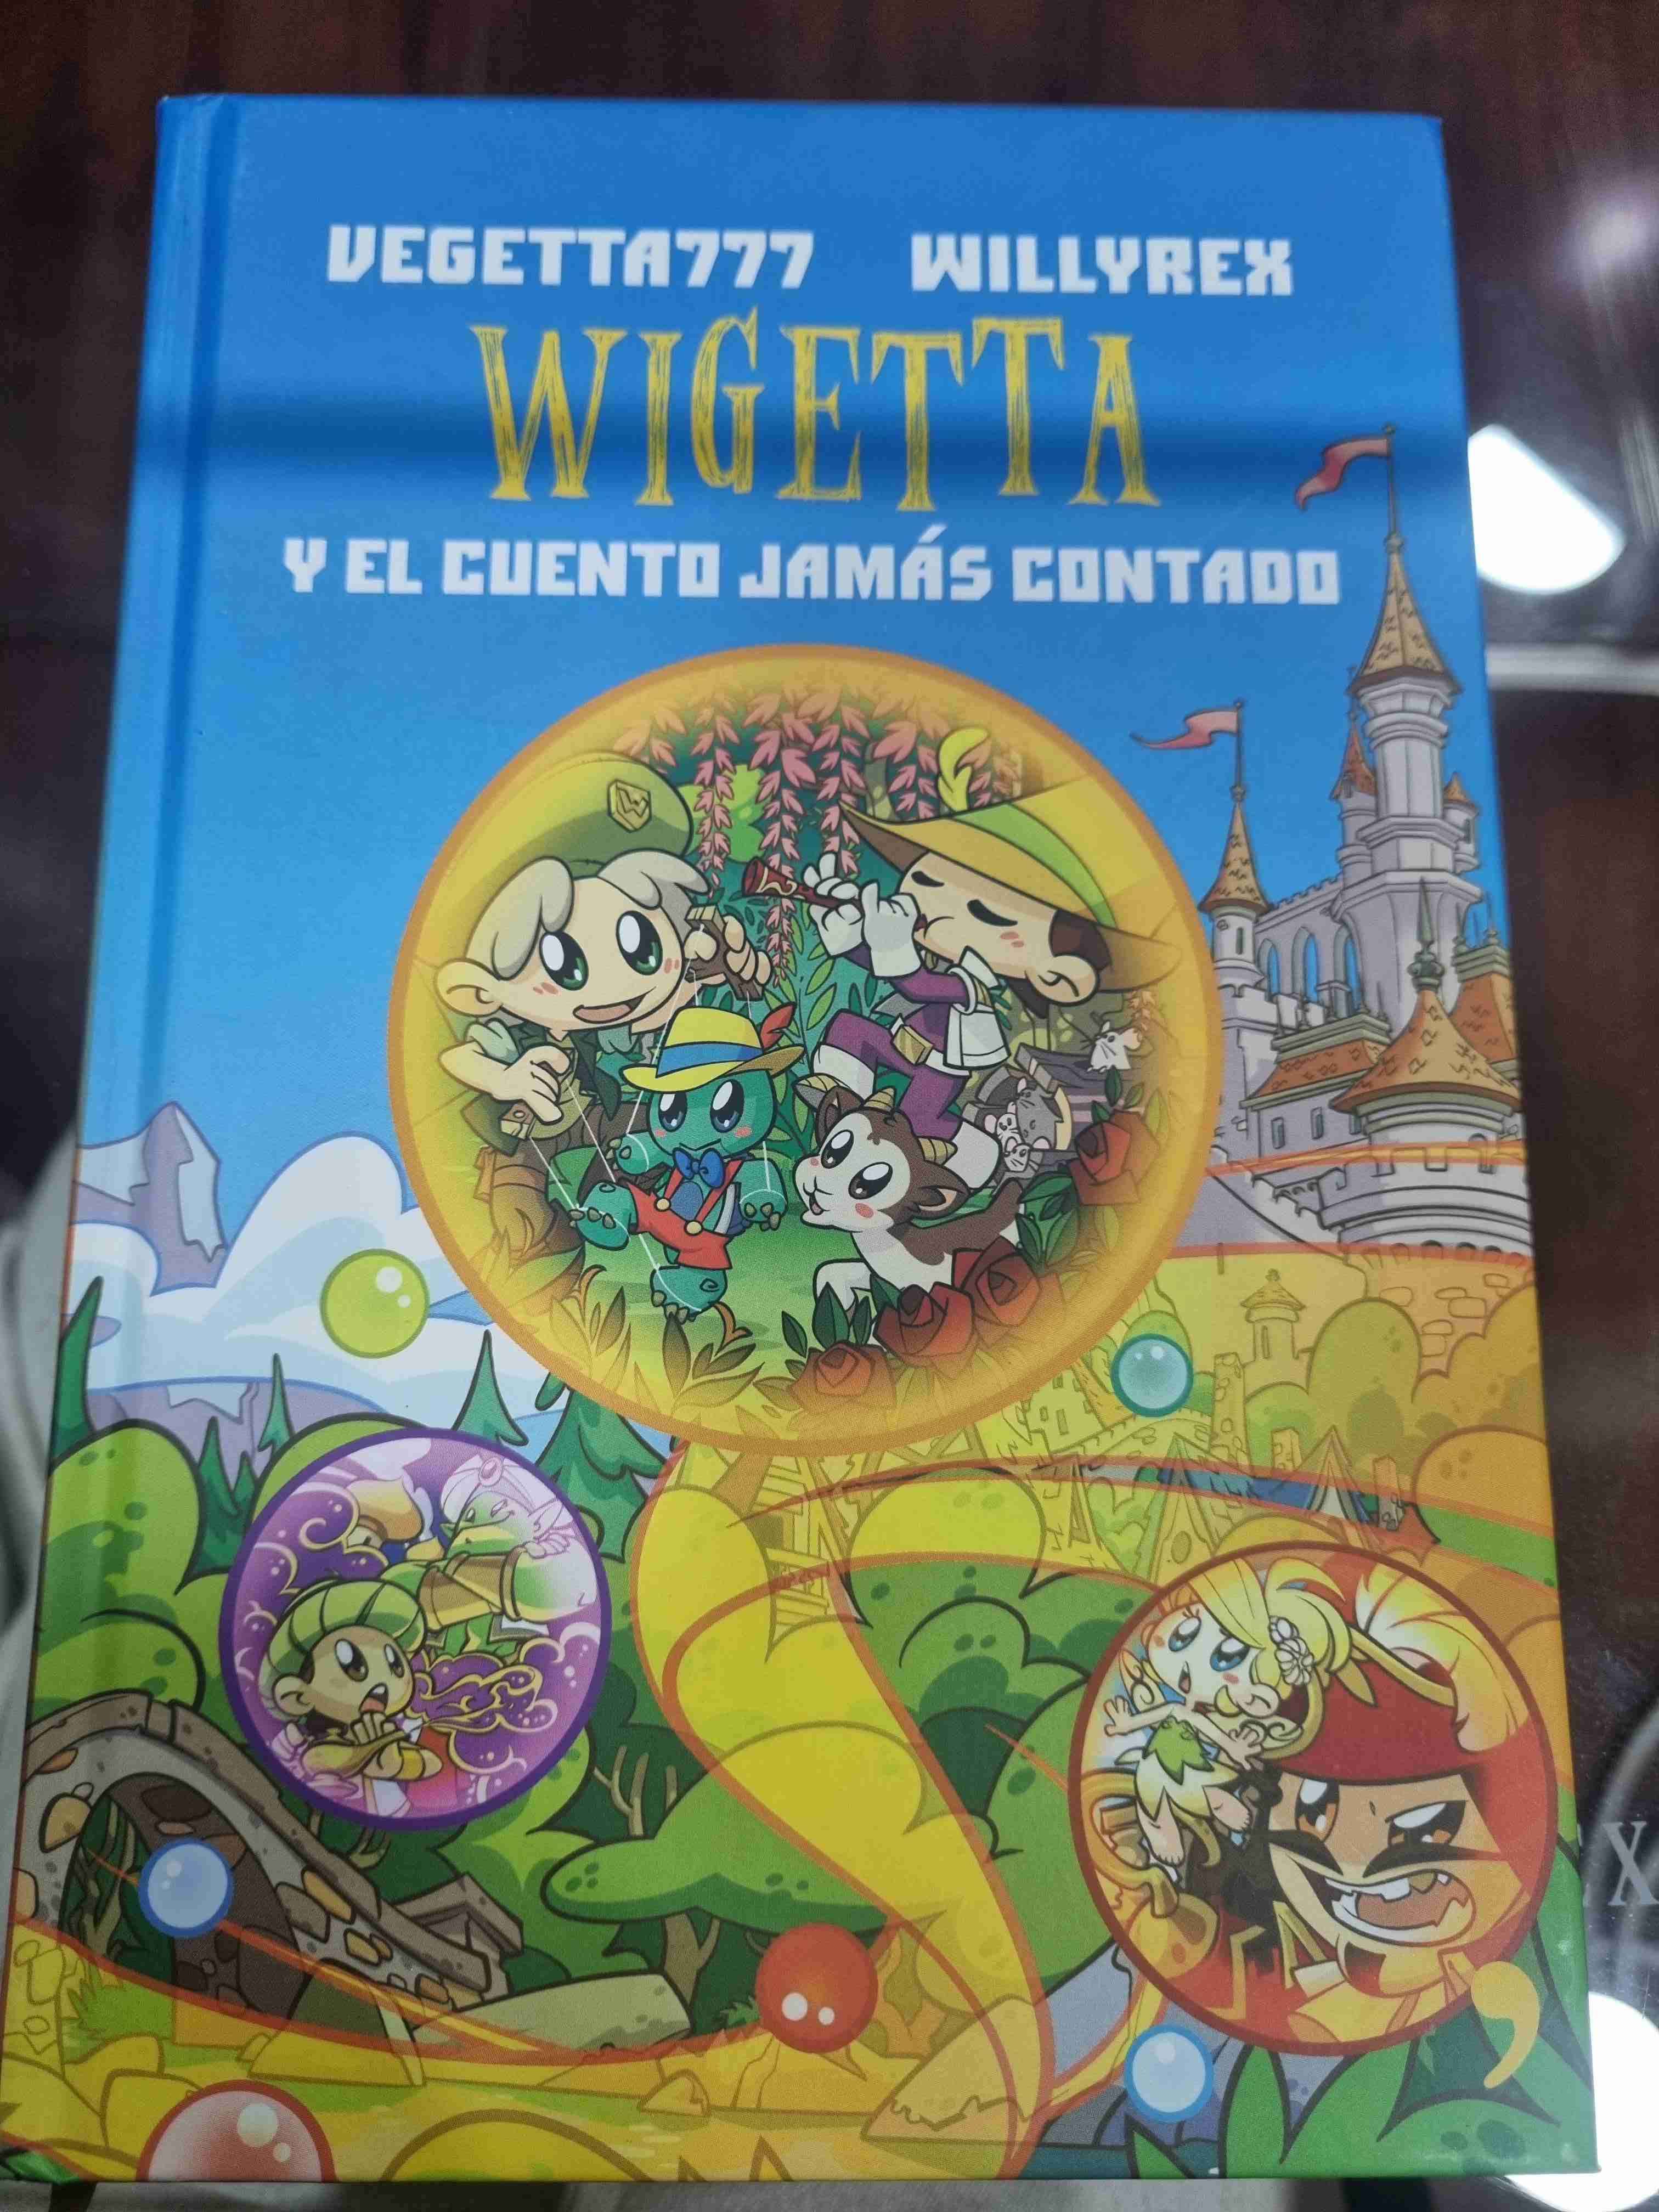 VEGETTA777 WILLYREX
WIGETTA
Y EL CUENTO JAMÁS CONTADO
W